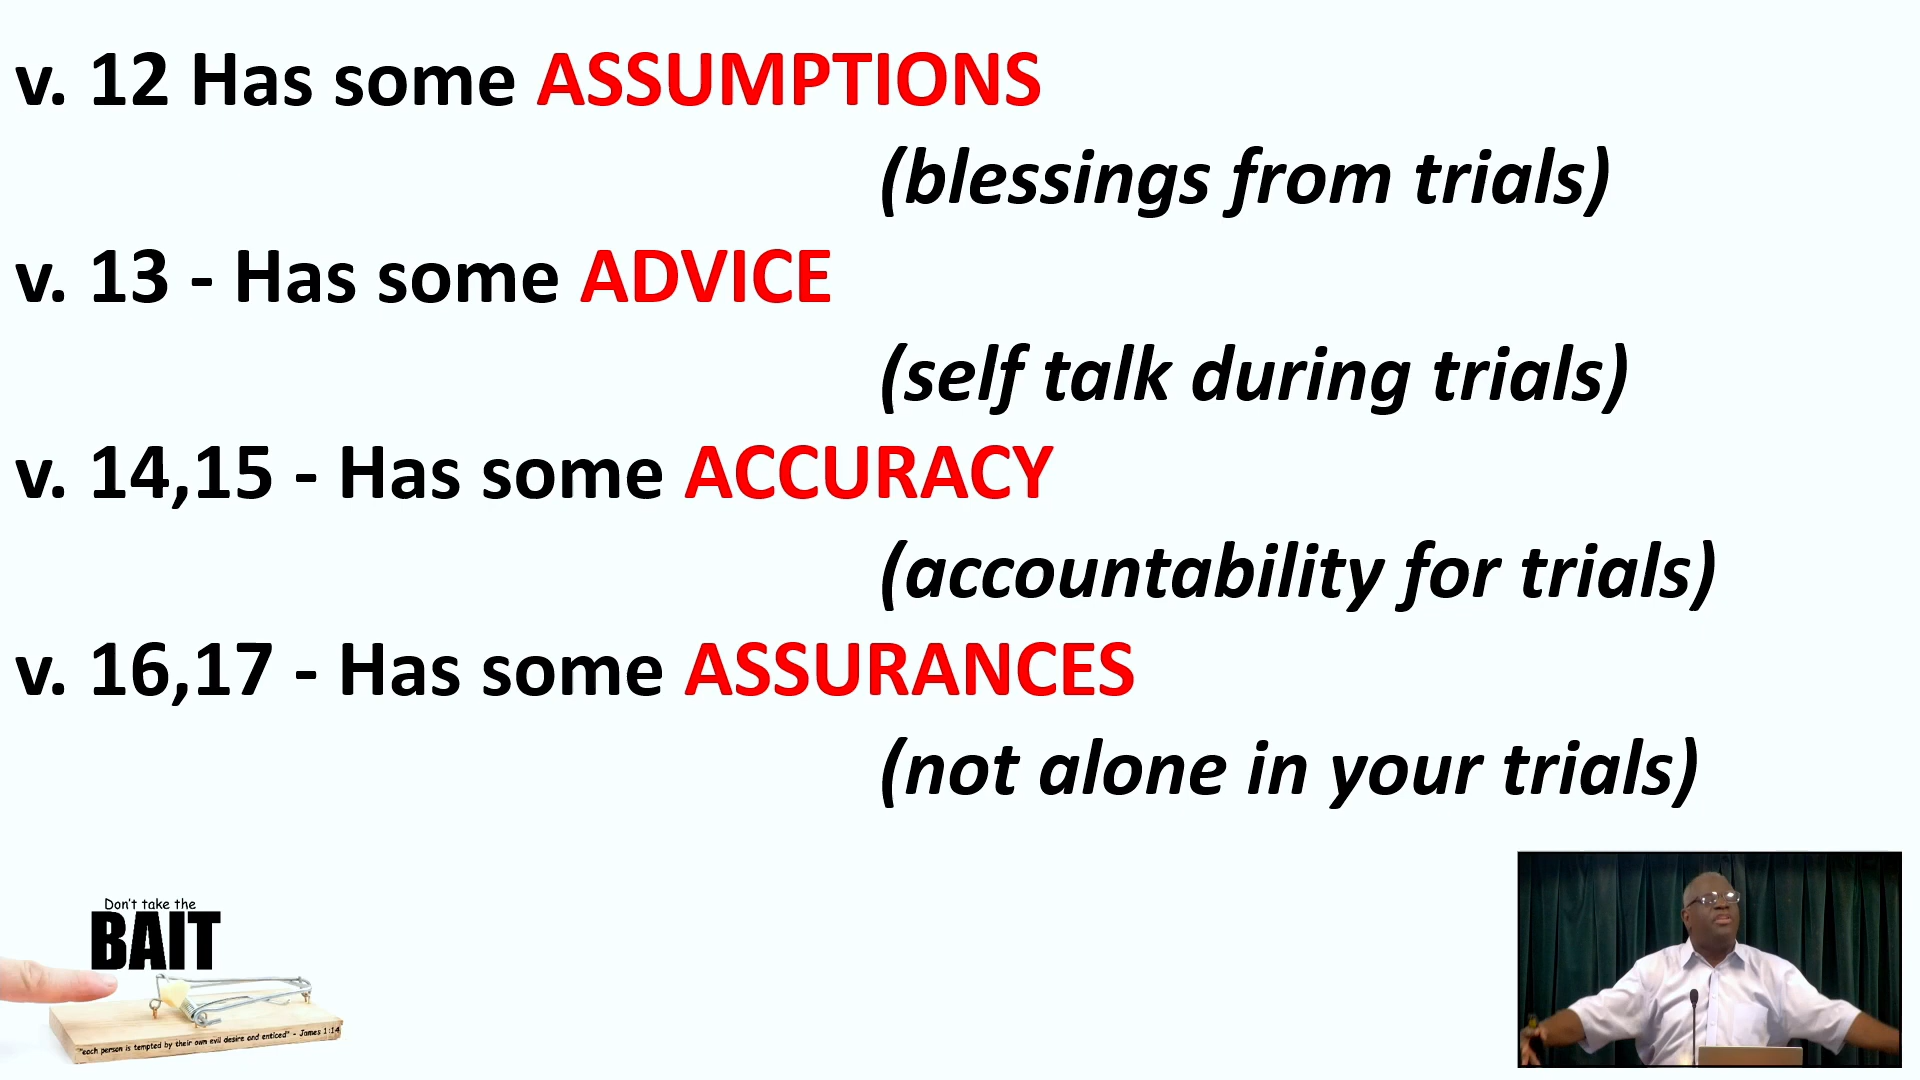 v. 12 Has some ASSUMPTIONS
(blessings from trials)
v. 13 - Has some ADVICE
(self talk during trials)
v. 14,15 - Has some ACCURACY
(accountability for trials)
v. 16,17 - Has some ASSURANCES
(not alone in your trials)
Don't take the
BAIT
"each person is tempted by their own evil desire and enticed" - James 1:14